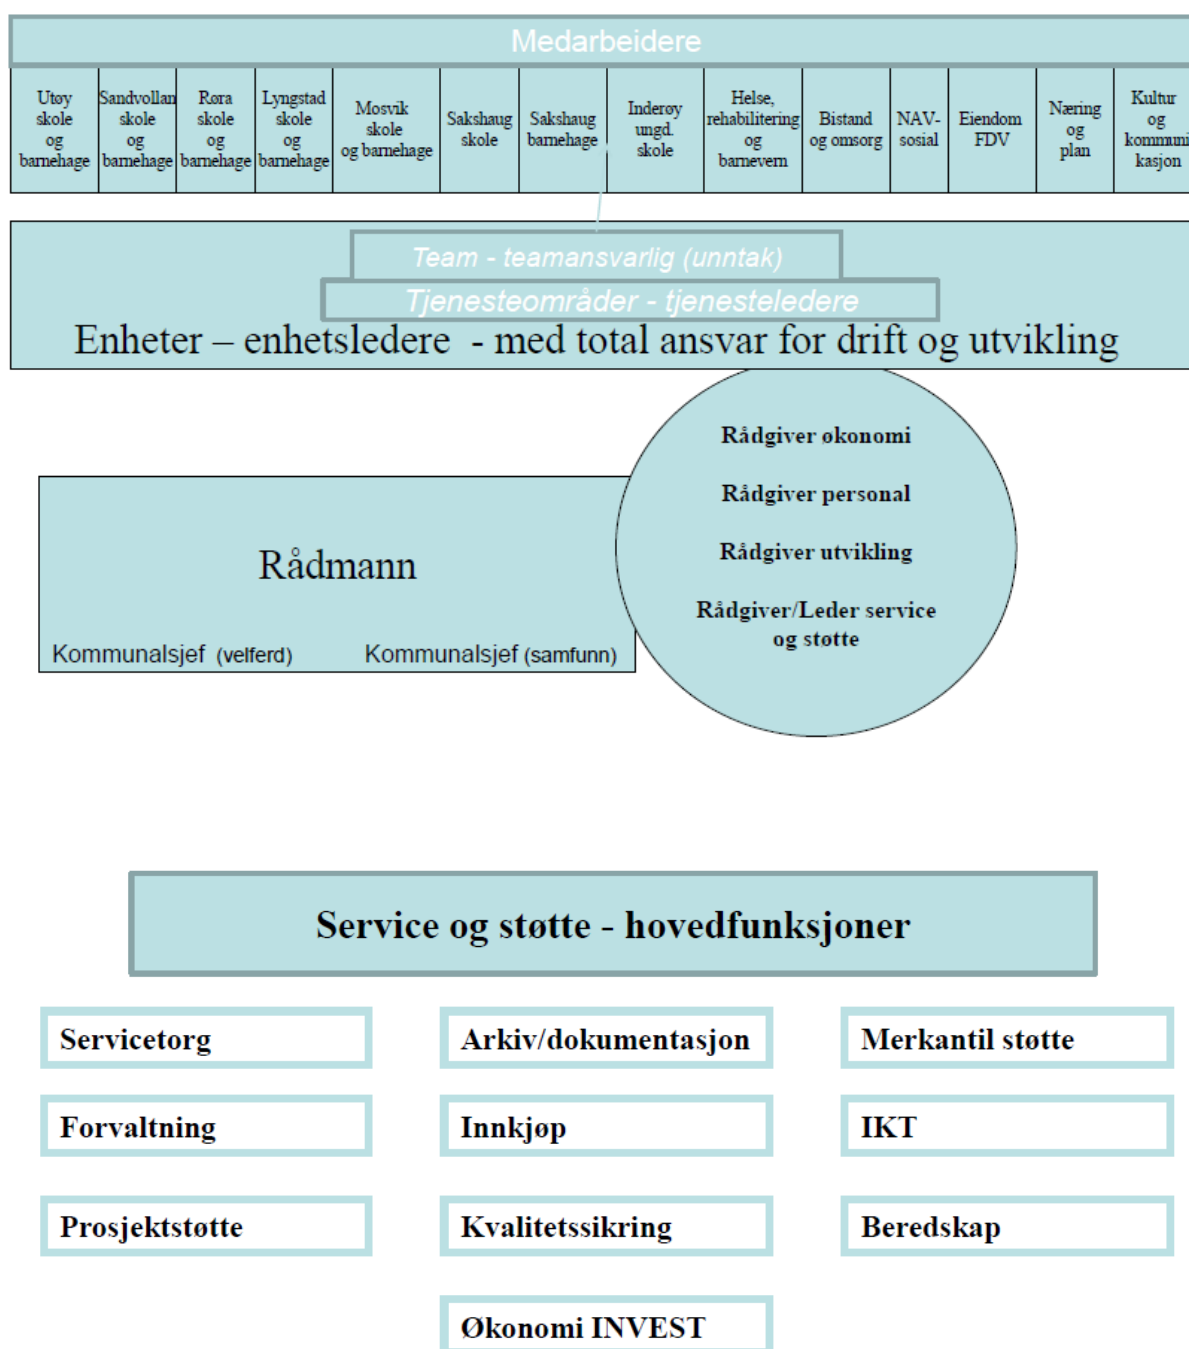 Medarbeidere
Utøy
skole
og
barnehage
Sandvollan
skole
og
barnehage
Røra
skole
og
barnehage
Lyngstad
skole
og
barnehage
Mosvik
skole
og barnehage
Sakshaug
skole
Sakshaug
barnehage
Inderøy
ungd.
skole
Helse,
rehabilitering
og
barnevern
Bistand
og omsorg
NAV-
sosial
Eiendom
FDV
Næring
og
plan
Kultur
og
kommuni
kasjon
Team - teamansvarlig (unntak)
Tjenesteområder - tjenesteledere
Enheter – enhetsledere - med total ansvar for drift og utvikling
Rådgiver økonomi
Rådgiver personal
Rådgiver utvikling
Rådgiver/Leder service
og støtte
Rådmann
Kommunalsjef (velferd) Kommunalsjef (samfunn)
Service og støtte - hovedfunksjoner
Servicetorg
Arkiv/dokumentasjon
Merkantil støtte
Forvaltning
Innkjøp
IKT
Prosjektstøtte
Kvalitetssikring
Beredskap
Økonomi INVEST